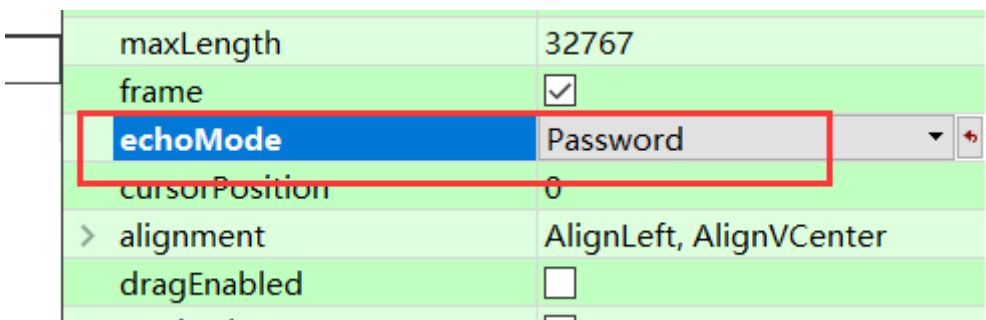 maxLength 32767
frame
echoMode Password
cursorPosition 0
alignment AlignLeft, AlignVCenter
dragEnabled